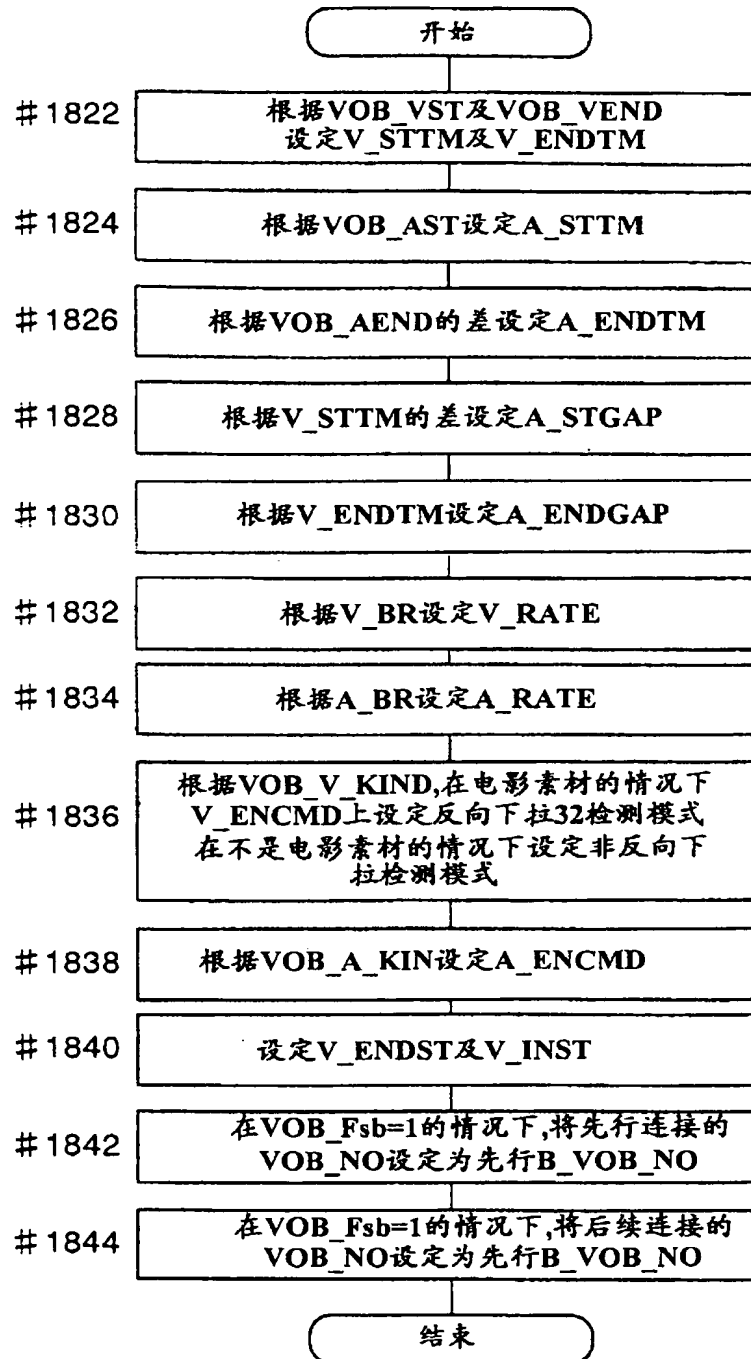 开始
#1822
根据VOB_VST及VOB_VEND
设定V_STTM及V_ENDTM
#1824
根据VOB_AST设定A_STTM
#1826
根据VOB_AEND的差设定A_ENDTM
#1828
根据V_STTM的差设定A_STGAP
#1830
根据V_ENDTM设定A_ENDGAP
#1832
根据V_BR设定V_RATE
#1834
根据A_BR设定A_RATE
#1836
根据VOB_V_KIND,在电影素材的情况下
V_ENCMD上设定反向下拉32检测模式
在不是电影素材的情况下设定非反向下
拉检测模式
#1838
根据VOB_A_KIN设定A_ENCMD
#1840
设定V_ENDST及V_INST
#1842
在VOB_Fsb=1的情况下,将先行连接的
VOB_NO设定为先行B_VOB_NO
#1844
在VOB_Fsb=1的情况下,将后续连接的
VOB_NO设定为先行B_VOB_NO
结束